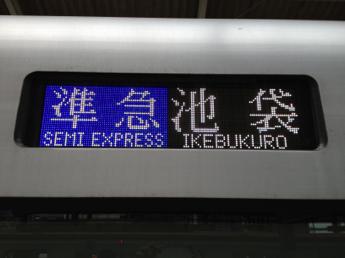 準急 池袋
SEMI EXPRESS IKEBUKURO